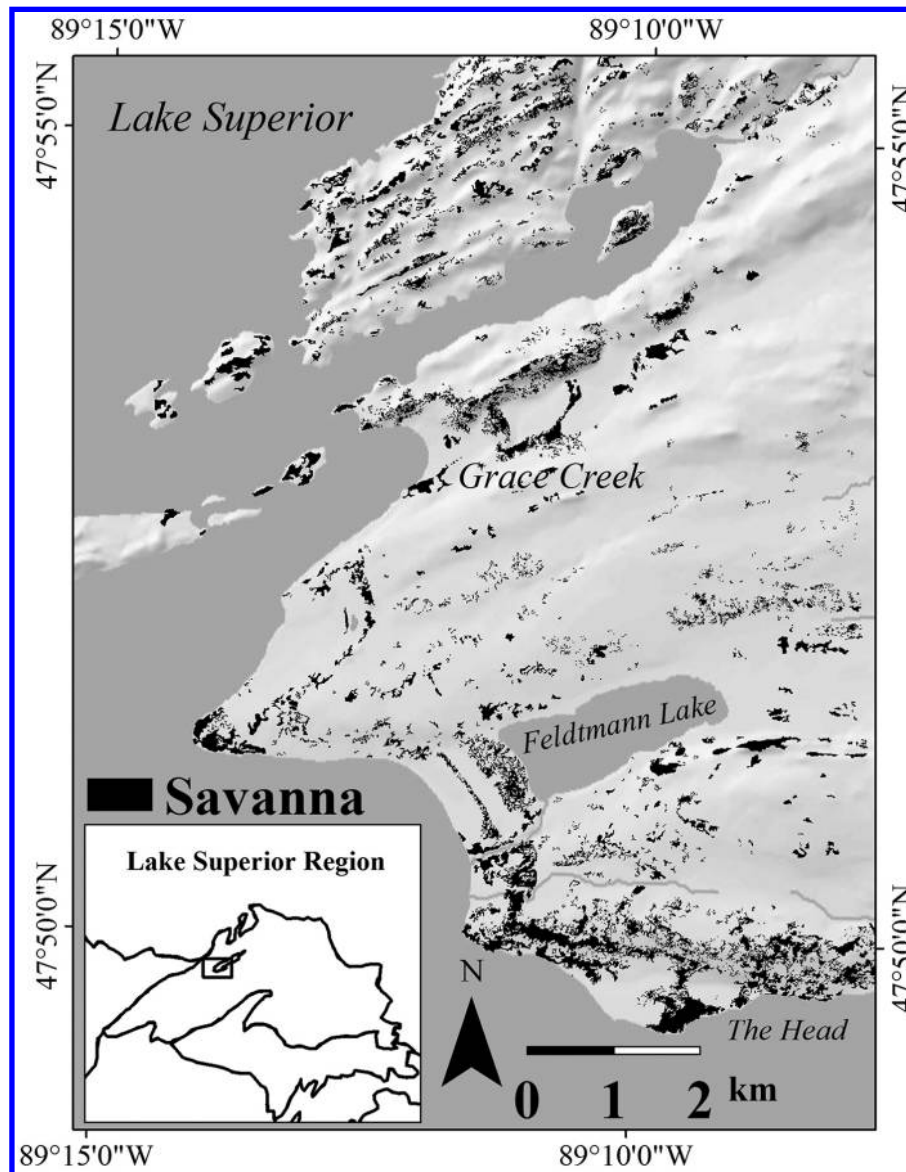 89°15'0"W
89°10'0"W
47°55'0"N
47°55'0"N
Lake Superior
Grace Creek
Feldtmann Lake
Savanna
Lake Superior Region
47°50'0"N
47°50'0"N
N
The Head
0 1 2 km
89°15'0"W
89°10'0"W